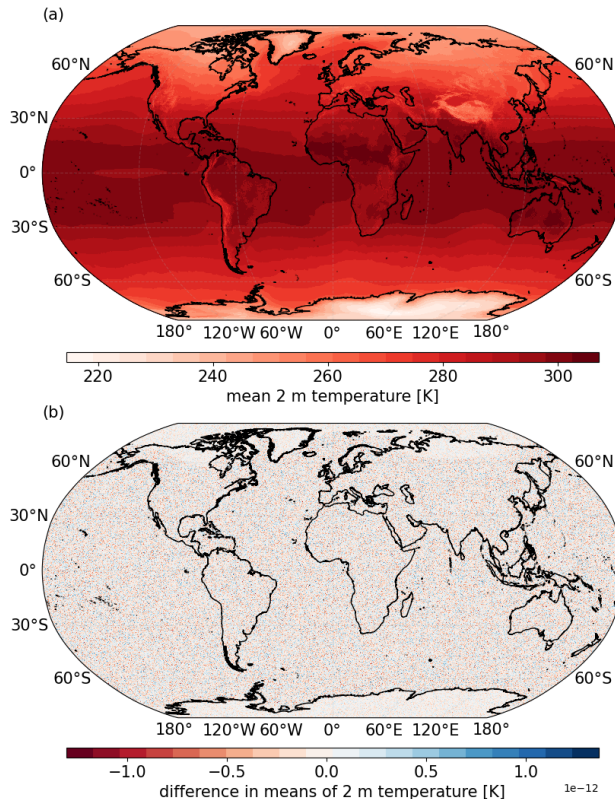 (a)
60°N 60°N
30°N 30°N
0° 0°
30°S 30°S
60°S 60°S
180° 120°W 60°W 0° 60°E 120°E 180°
220 240 260 280 300
mean 2 m temperature [K]
(b)
60°N 60°N
30°N 30°N
0° 0°
30°S 30°S
60°S 60°S
180° 120°W 60°W 0° 60°E 120°E 180°
−1.0 −0.5 0.0 0.5 1.0
1e−12
difference in means of 2 m temperature [K]